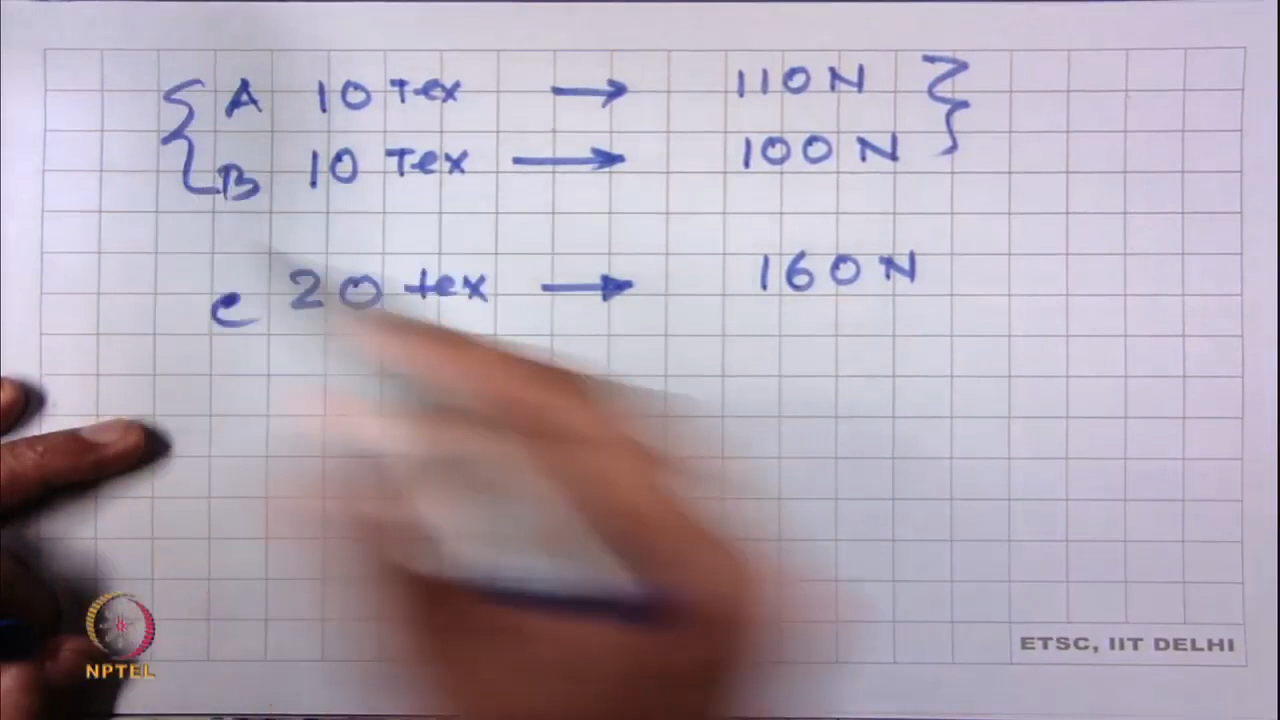 A 10 Tex → 110 N
B 10 Tex → 100 N
c 20 tex → 160 N
NPTEL
ETSC, IIT DELHI